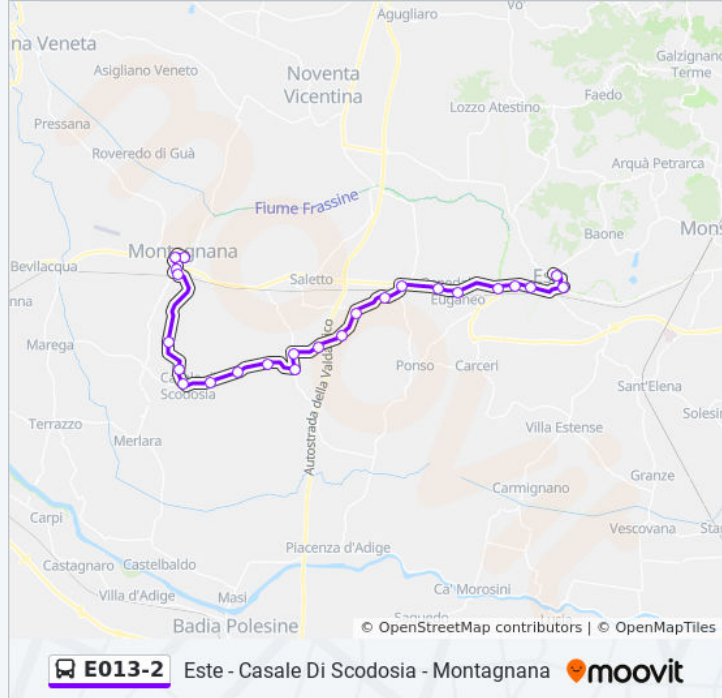 Agugliaro
Vo
na Veneta
Galzignano
Terme
Asigliano Veneto
Noventa
Vicentina
Faedo
Lozzo Atestino
Pressana
Roveredo di Guà
Arquà Petrarca
Fiume Frassine
Mons
Baone
Montagnana
Bevilacqua
Saletto
Euganeo
nna
Marega
Autostrada della Valdastico
Ponso
Carceri
Scodosia
Sant'Elena
Solesin
Terrazzo
Villa Estense
Merlara
Granze
Carmignano
Carpi
Vescovana
Sta
Piacenza d'Adige
Castagnaro
Castelbaldo
Ca' Morosini
Villa d'Adige
Masi
Badia Polesine
© OpenStreetMap contributors | © OpenMapTiles
E013-2 Este - Casale Di Scodosia - Montagnana moovit